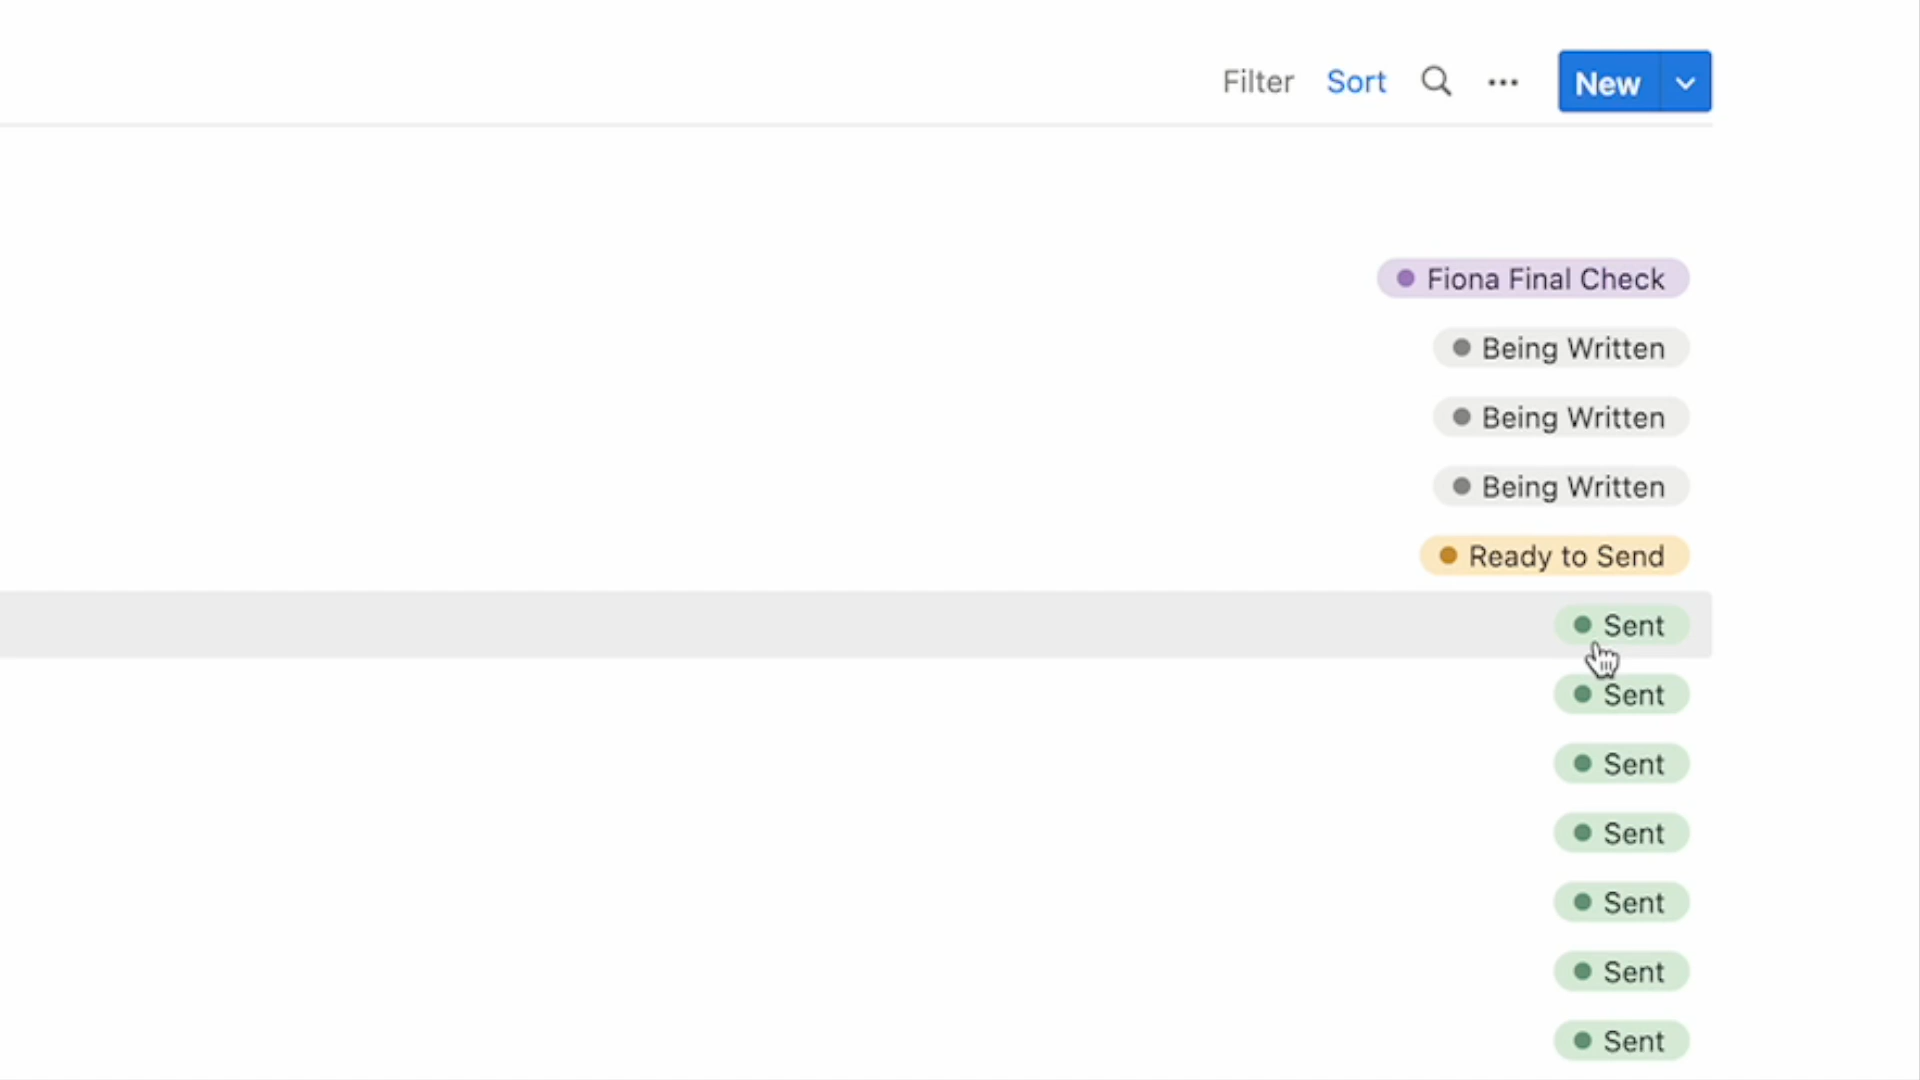 Filter Sort New
Fiona Final Check
Being Written
Being Written
Being Written
Ready to Send
Sent
Sent
Sent
Sent
Sent
Sent
Sent